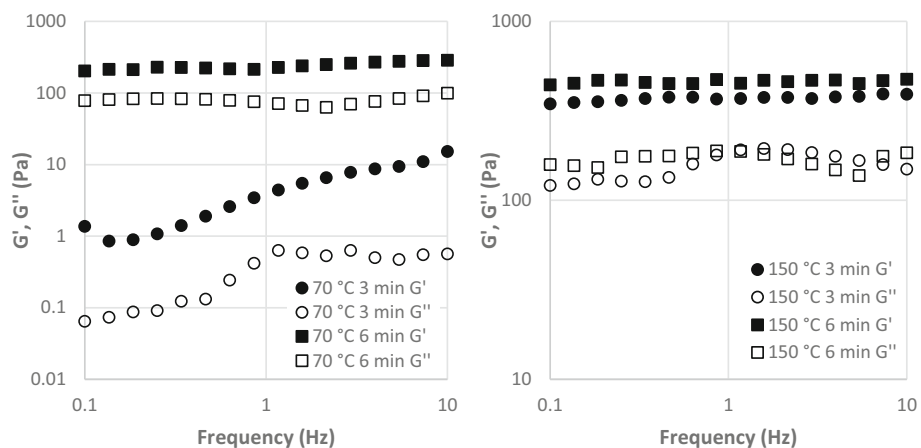 1000
100
10
1
0.1
0.01
G', G'' (Pa)
0.1
1
10
Frequency (Hz)
70 °C 3 min G'
70 °C 3 min G''
70 °C 6 min G'
70 °C 6 min G''
1000
100
10
G', G'' (Pa)
0.1
1
10
Frequency (Hz)
150 °C 3 min G'
150 °C 3 min G''
150 °C 6 min G'
150 °C 6 min G''